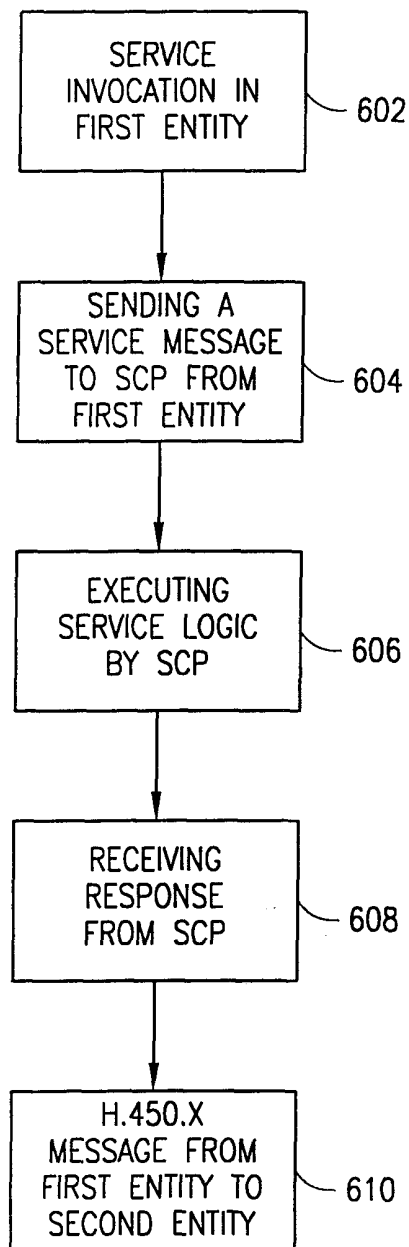 SERVICE
INVOCATION IN
FIRST ENTITY
602
SENDING A
SERVICE MESSAGE
TO SCP FROM
FIRST ENTITY
604
EXECUTING
SERVICE LOGIC
BY SCP
606
RECEIVING
RESPONSE
FROM SCP
608
H.450.X
MESSAGE FROM
FIRST ENTITY TO
SECOND ENTITY
610